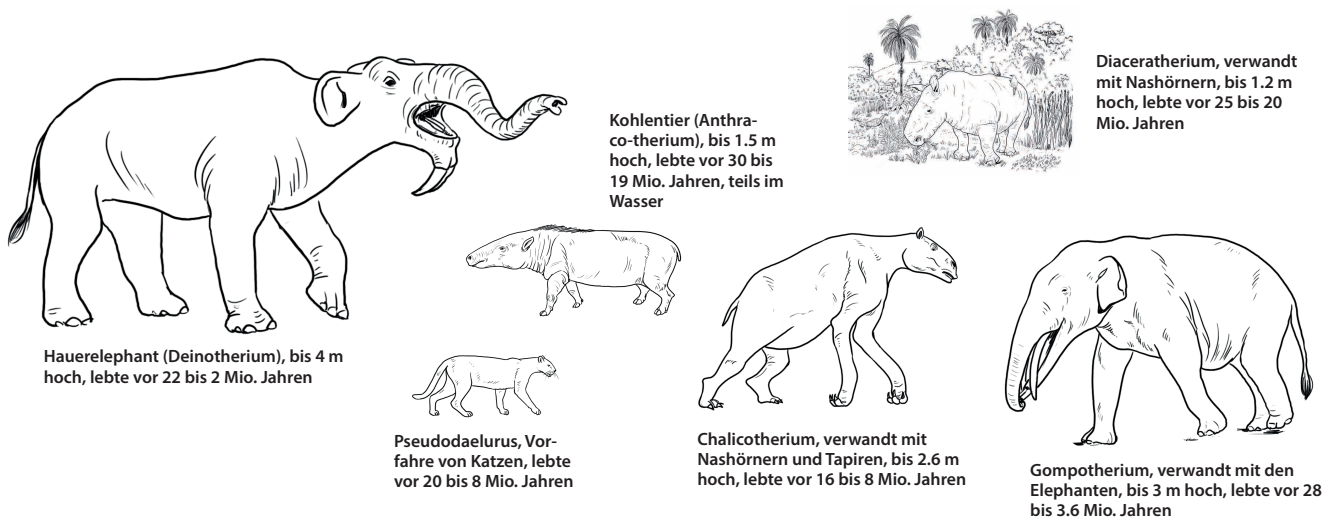 Diaceratherium, verwandt
mit Nashörnern, bis 1.2 m
hoch, lebte vor 25 bis 20
Mio. Jahren
Kohlentier (Anthra-
co-therium), bis 1.5 m
hoch, lebte vor 30 bis
19 Mio. Jahren, teils im
Wasser
Hauerelephant (Deinotherium), bis 4 m
hoch, lebte vor 22 bis 2 Mio. Jahren
Pseudodaelurus, Vor-
fahre von Katzen, lebte
vor 20 bis 8 Mio. Jahren
Chalicotherium, verwandt mit
Nashörnern und Tapiren, bis 2.6 m
hoch, lebte vor 16 bis 8 Mio. Jahren
Gompotherium, verwandt mit den
Elephanten, bis 3 m hoch, lebte vor 28
bis 3.6 Mio. Jahren